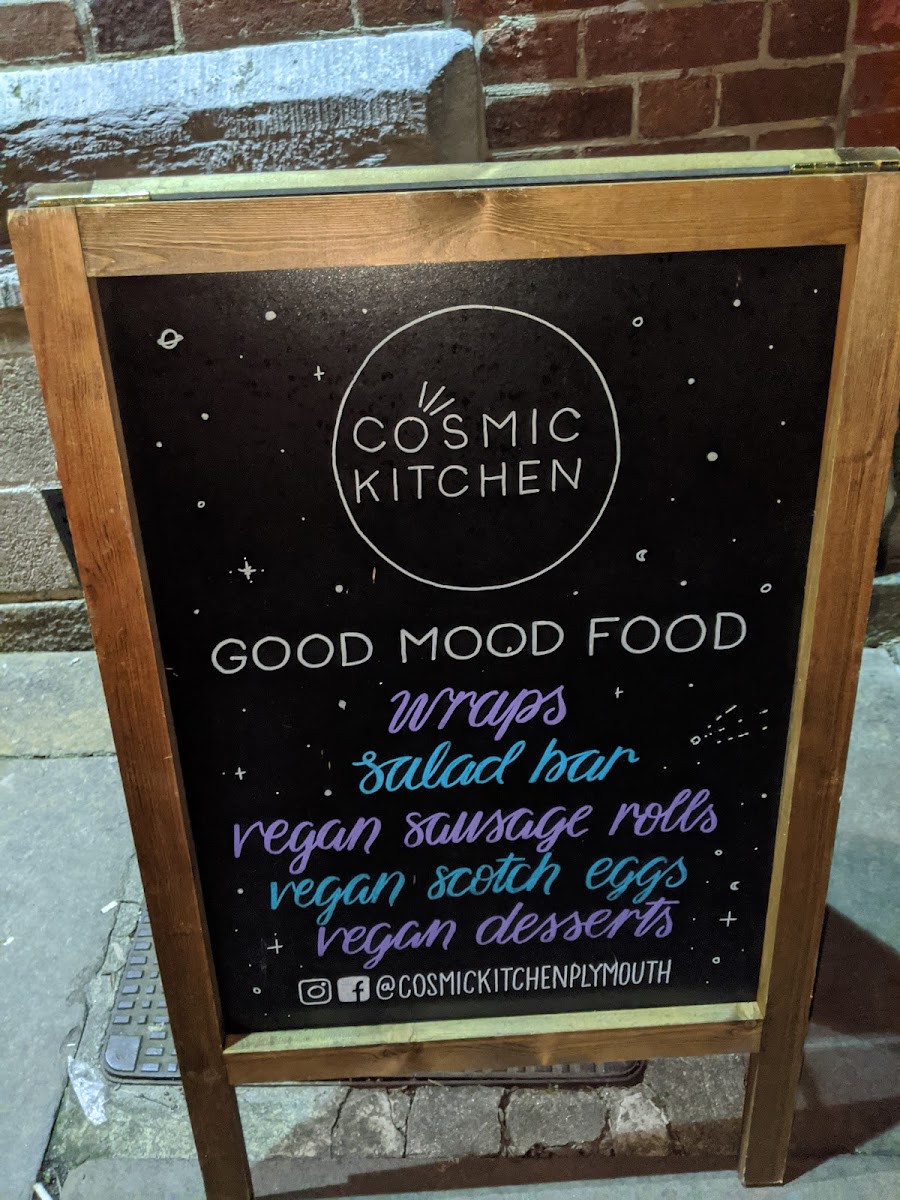 COSMIC
KITCHEN
GOOD MOOD FOOD
wraps
salad bar
vegan sausage rolls
vegan scotch eggs
vegan desserts
@COSMICKITCHENPLYMOUTH